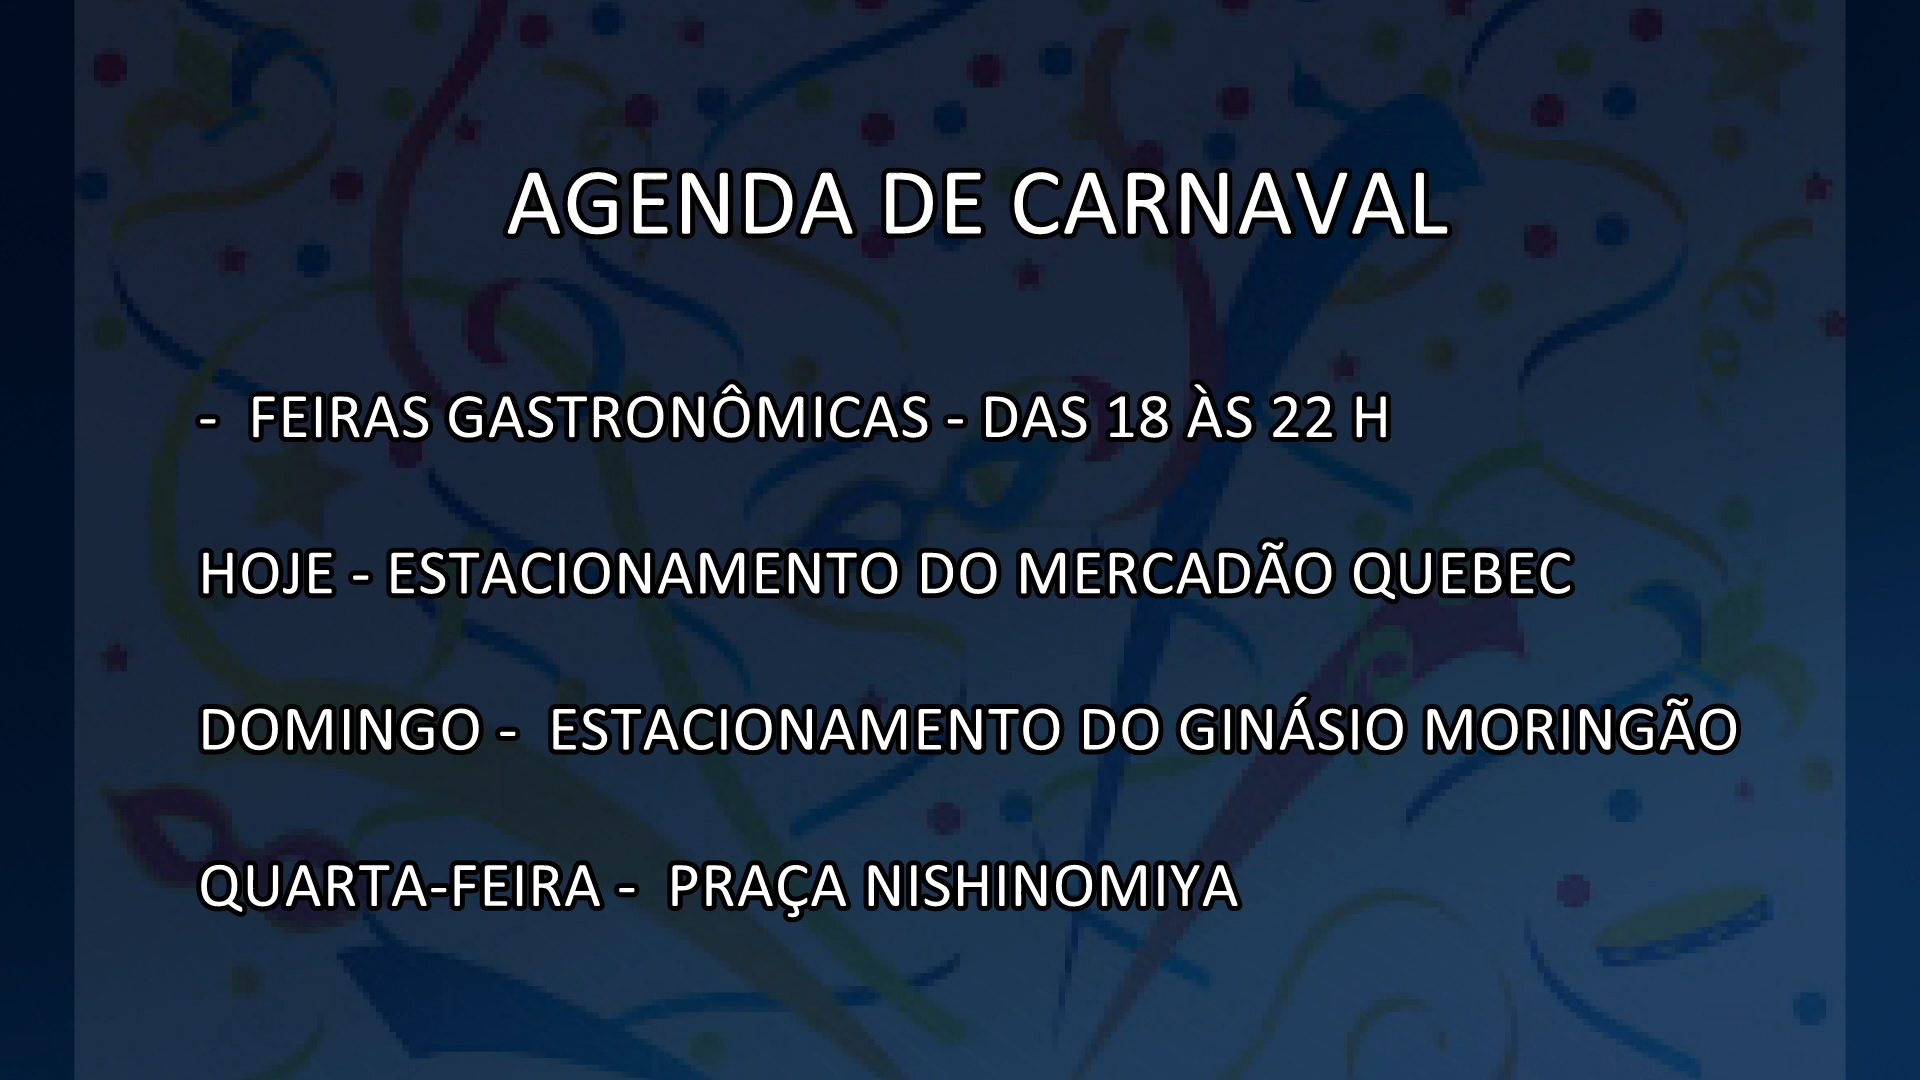 AGENDA DE CARNAVAL
- FEIRAS GASTRONÔMICAS - DAS 18 ÀS 22 H
HOJE - ESTACIONAMENTO DO MERCADÃO QUEBEC
DOMINGO - ESTACIONAMENTO DO GINÁSIO MORINGÃO
QUARTA-FEIRA - PRAÇA NISHINOMIYA